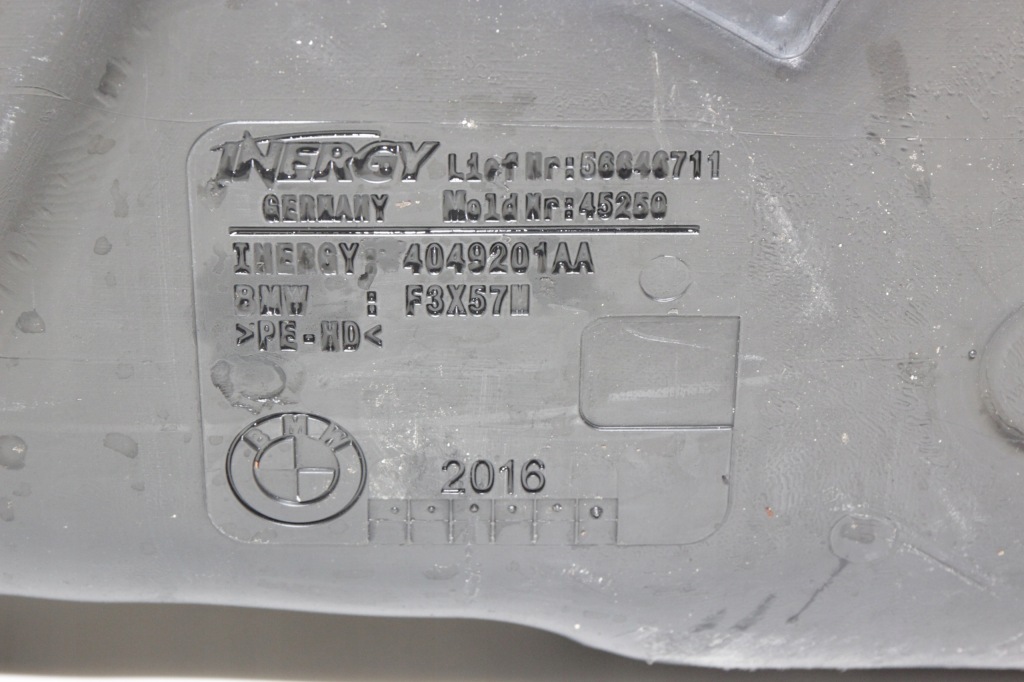 INERGY Lief Nr:56646711
GERMANY Mold Nr:45250
INERGY: 4049201AA
BMW : F3X57M
>PE-HD<
BMW
2016